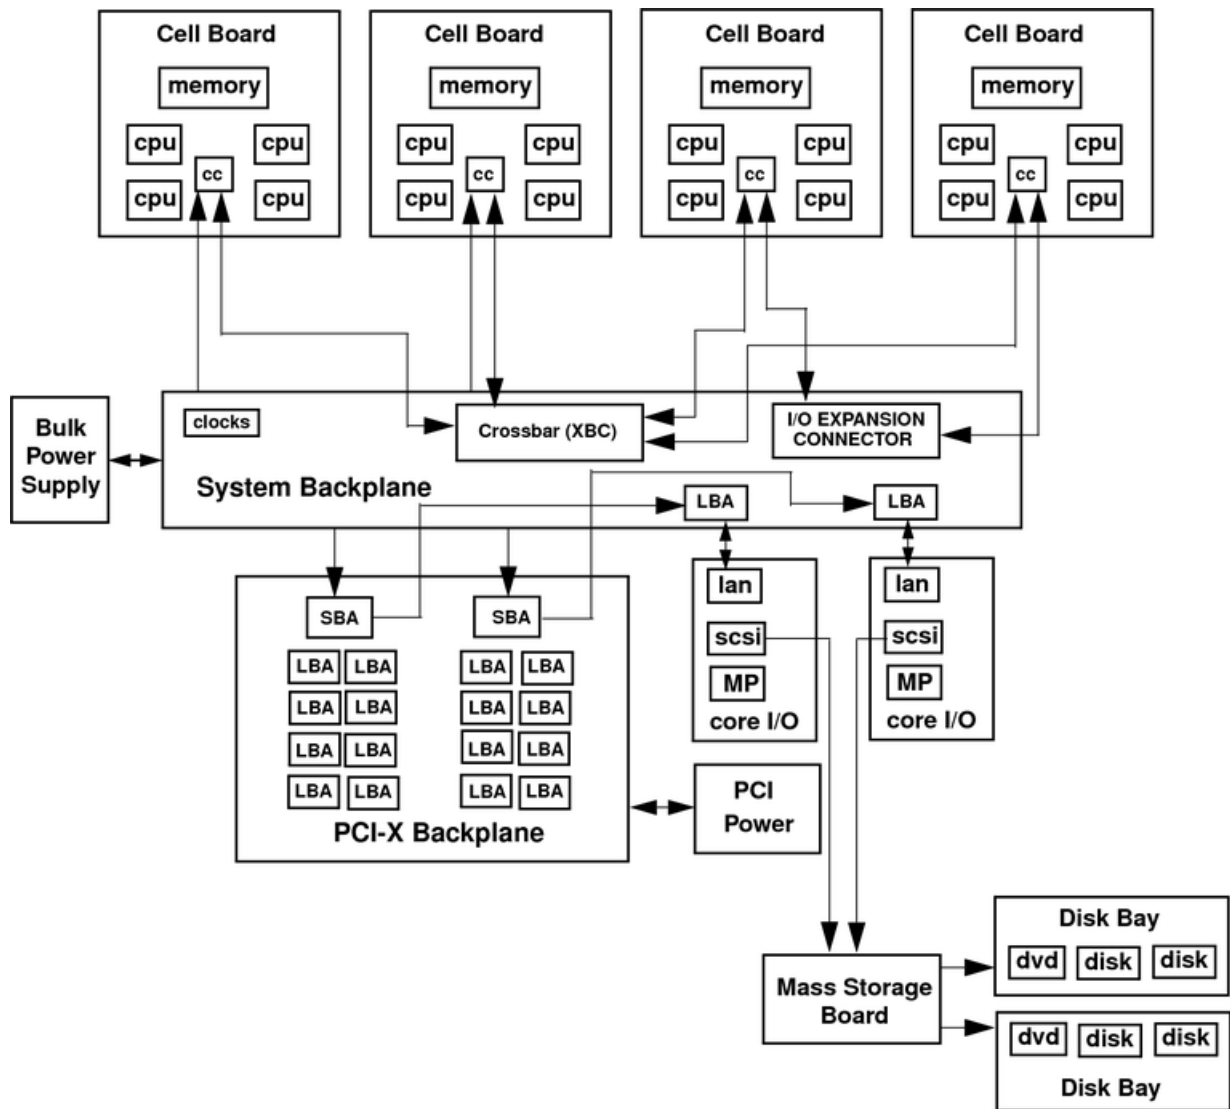 Cell Board
memory
cpu cpu
cc
cpu cpu
Cell Board
memory
cpu cpu
cc
cpu cpu
Cell Board
memory
cpu cpu
cc
cpu cpu
Cell Board
memory
cpu cpu
cc
cpu cpu
Bulk
Power
Supply
clocks
Crossbar (XBC)
I/O EXPANSION
CONNECTOR
System Backplane
LBA
LBA
SBA
SBA
LBA LBA
LBA LBA
LBA LBA
LBA LBA
LBA LBA
LBA LBA
LBA LBA
LBA LBA
PCI-X Backplane
lan
scsi
MP
core I/O
lan
scsi
MP
core I/O
PCI
Power
Mass Storage
Board
Disk Bay
dvd disk disk
dvd disk disk
Disk Bay